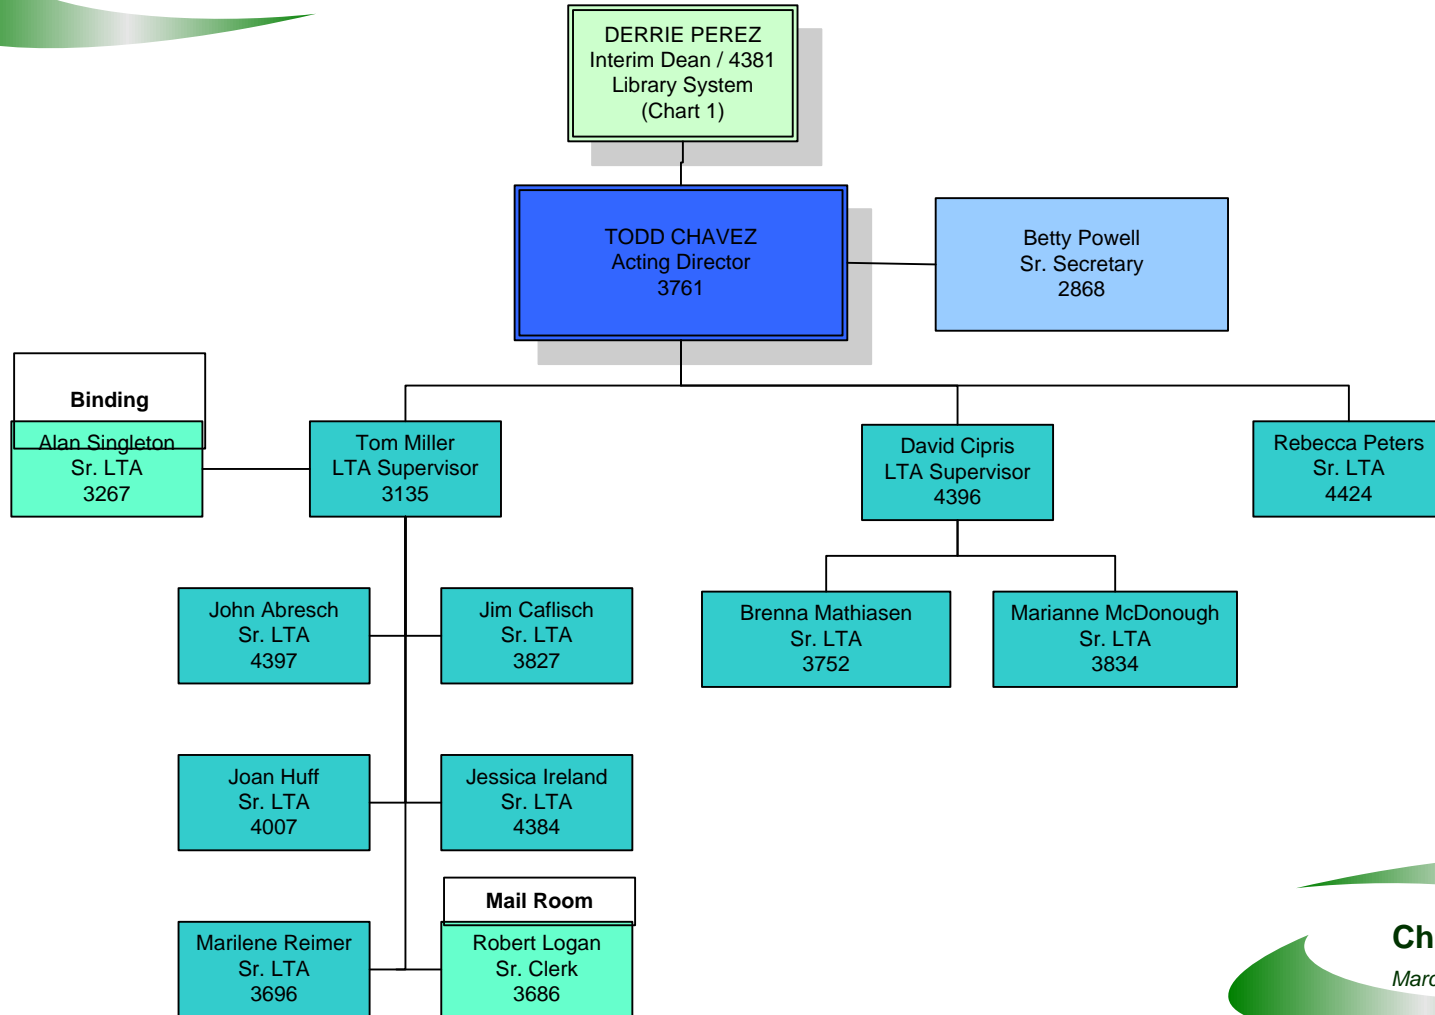 DERRIE PEREZ
Interim Dean / 4381
Library System
(Chart 1)
TODD CHAVEZ
Acting Director
3761
Betty Powell
Sr. Secretary
2868
Binding
Alan Singleton
Sr. LTA
3267
Tom Miller
LTA Supervisor
3135
David Cipris
LTA Supervisor
4396
Rebecca Peters
Sr. LTA
4424
John Abresch
Sr. LTA
4397
Jim Caflisch
Sr. LTA
3827
Brenna Mathiasen
Sr. LTA
3752
Marianne McDonough
Sr. LTA
3834
Joan Huff
Sr. LTA
4007
Jessica Ireland
Sr. LTA
4384
Mail Room
Marilene Reimer
Sr. LTA
3696
Robert Logan
Sr. Clerk
3686